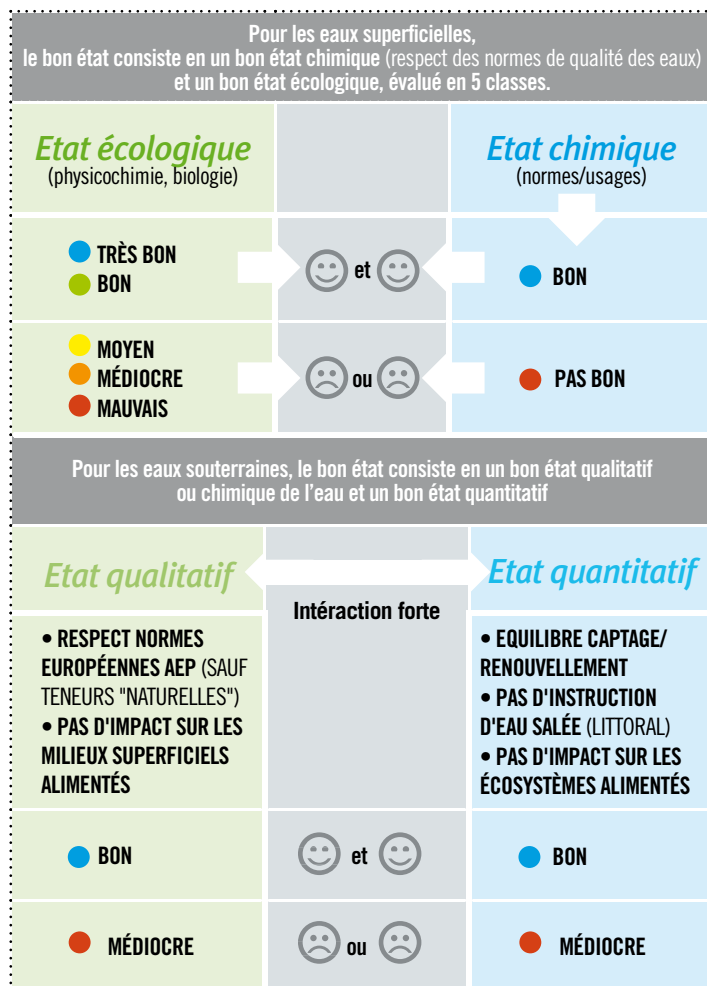 Pour les eaux superficielles,
le bon état consiste en un bon état chimique (respect des normes de qualité des eaux)
et un bon état écologique, évalué en 5 classes.
Etat écologique
(physicochimie, biologie)
Etat chimique
(normes/usages)
TRÈS BON
BON
et
BON
MOYEN
MÉDIOCRE
MAUVAIS
ou
PAS BON
Pour les eaux souterraines, le bon état consiste en un bon état qualitatif
ou chimique de l'eau et un bon état quantitatif
Etat qualitatif
Intéraction forte
Etat quantitatif
• RESPECT NORMES
EUROPÉENNES AEP (SAUF
TENEURS "NATURELLES")
• PAS D'IMPACT SUR LES
MILIEUX SUPERFICIELS
ALIMENTÉS
• EQUILIBRE CAPTAGE/
RENOUVELLEMENT
• PAS D'INSTRUCTION
D'EAU SALÉE (LITTORAL)
• PAS D'IMPACT SUR LES
ÉCOSYSTÈMES ALIMENTÉS
BON
et
BON
MÉDIOCRE
ou
MÉDIOCRE